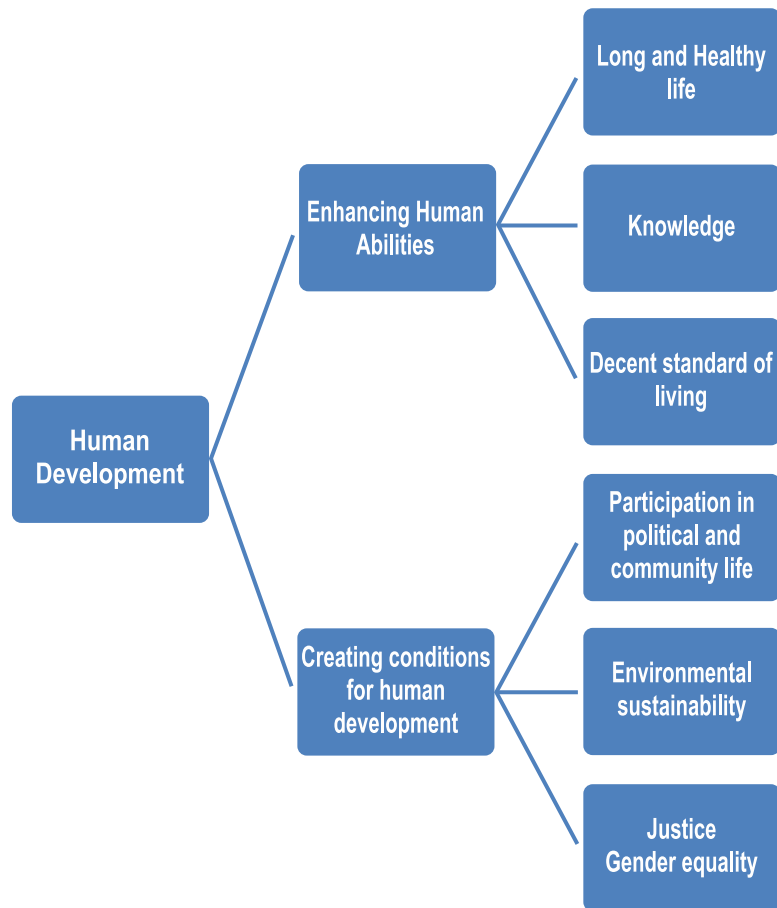 Long and Healthy
life
Enhancing Human
Abilities
Knowledge
Decent standard of
living
Human
Development
Participation in
political and
community life
Creating conditions
for human
development
Environmental
sustainability
Justice
Gender equality